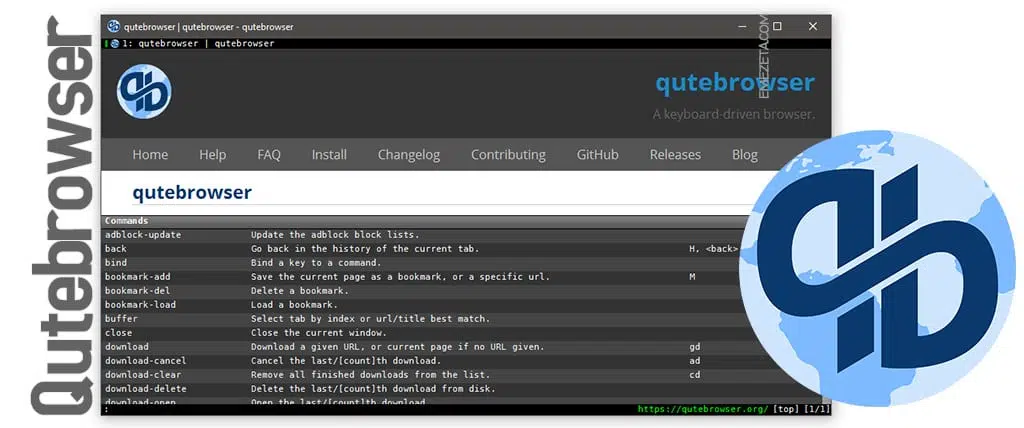 Qutebrowser
qutebrowser | qutebrowser - qutebrowser
1: qutebrowser | qutebrowser
EMEZETA.COM
qutebrowser
A keyboard-driven browser.
Home Help FAQ Install Changelog Contributing GitHub Releases Blog
qutebrowser
Commands
adblock-update Update the adblock block lists.
back Go back in the history of the current tab. H, <back>
bind Bind a key to a command.
bookmark-add Save the current page as a bookmark, or a specific url. M
bookmark-del Delete a bookmark.
bookmark-load Load a bookmark.
buffer Select tab by index or url/title best match.
close Close the current window.
download Download a given URL, or current page if no URL given. gd
download-cancel Cancel the last/[count]th download. ad
download-clear Remove all finished downloads from the list. cd
download-delete Delete the last/[count]th download from disk.
download-open Open the last/[count]th download.
: https://qutebrowser.org/ [top] [1/1]